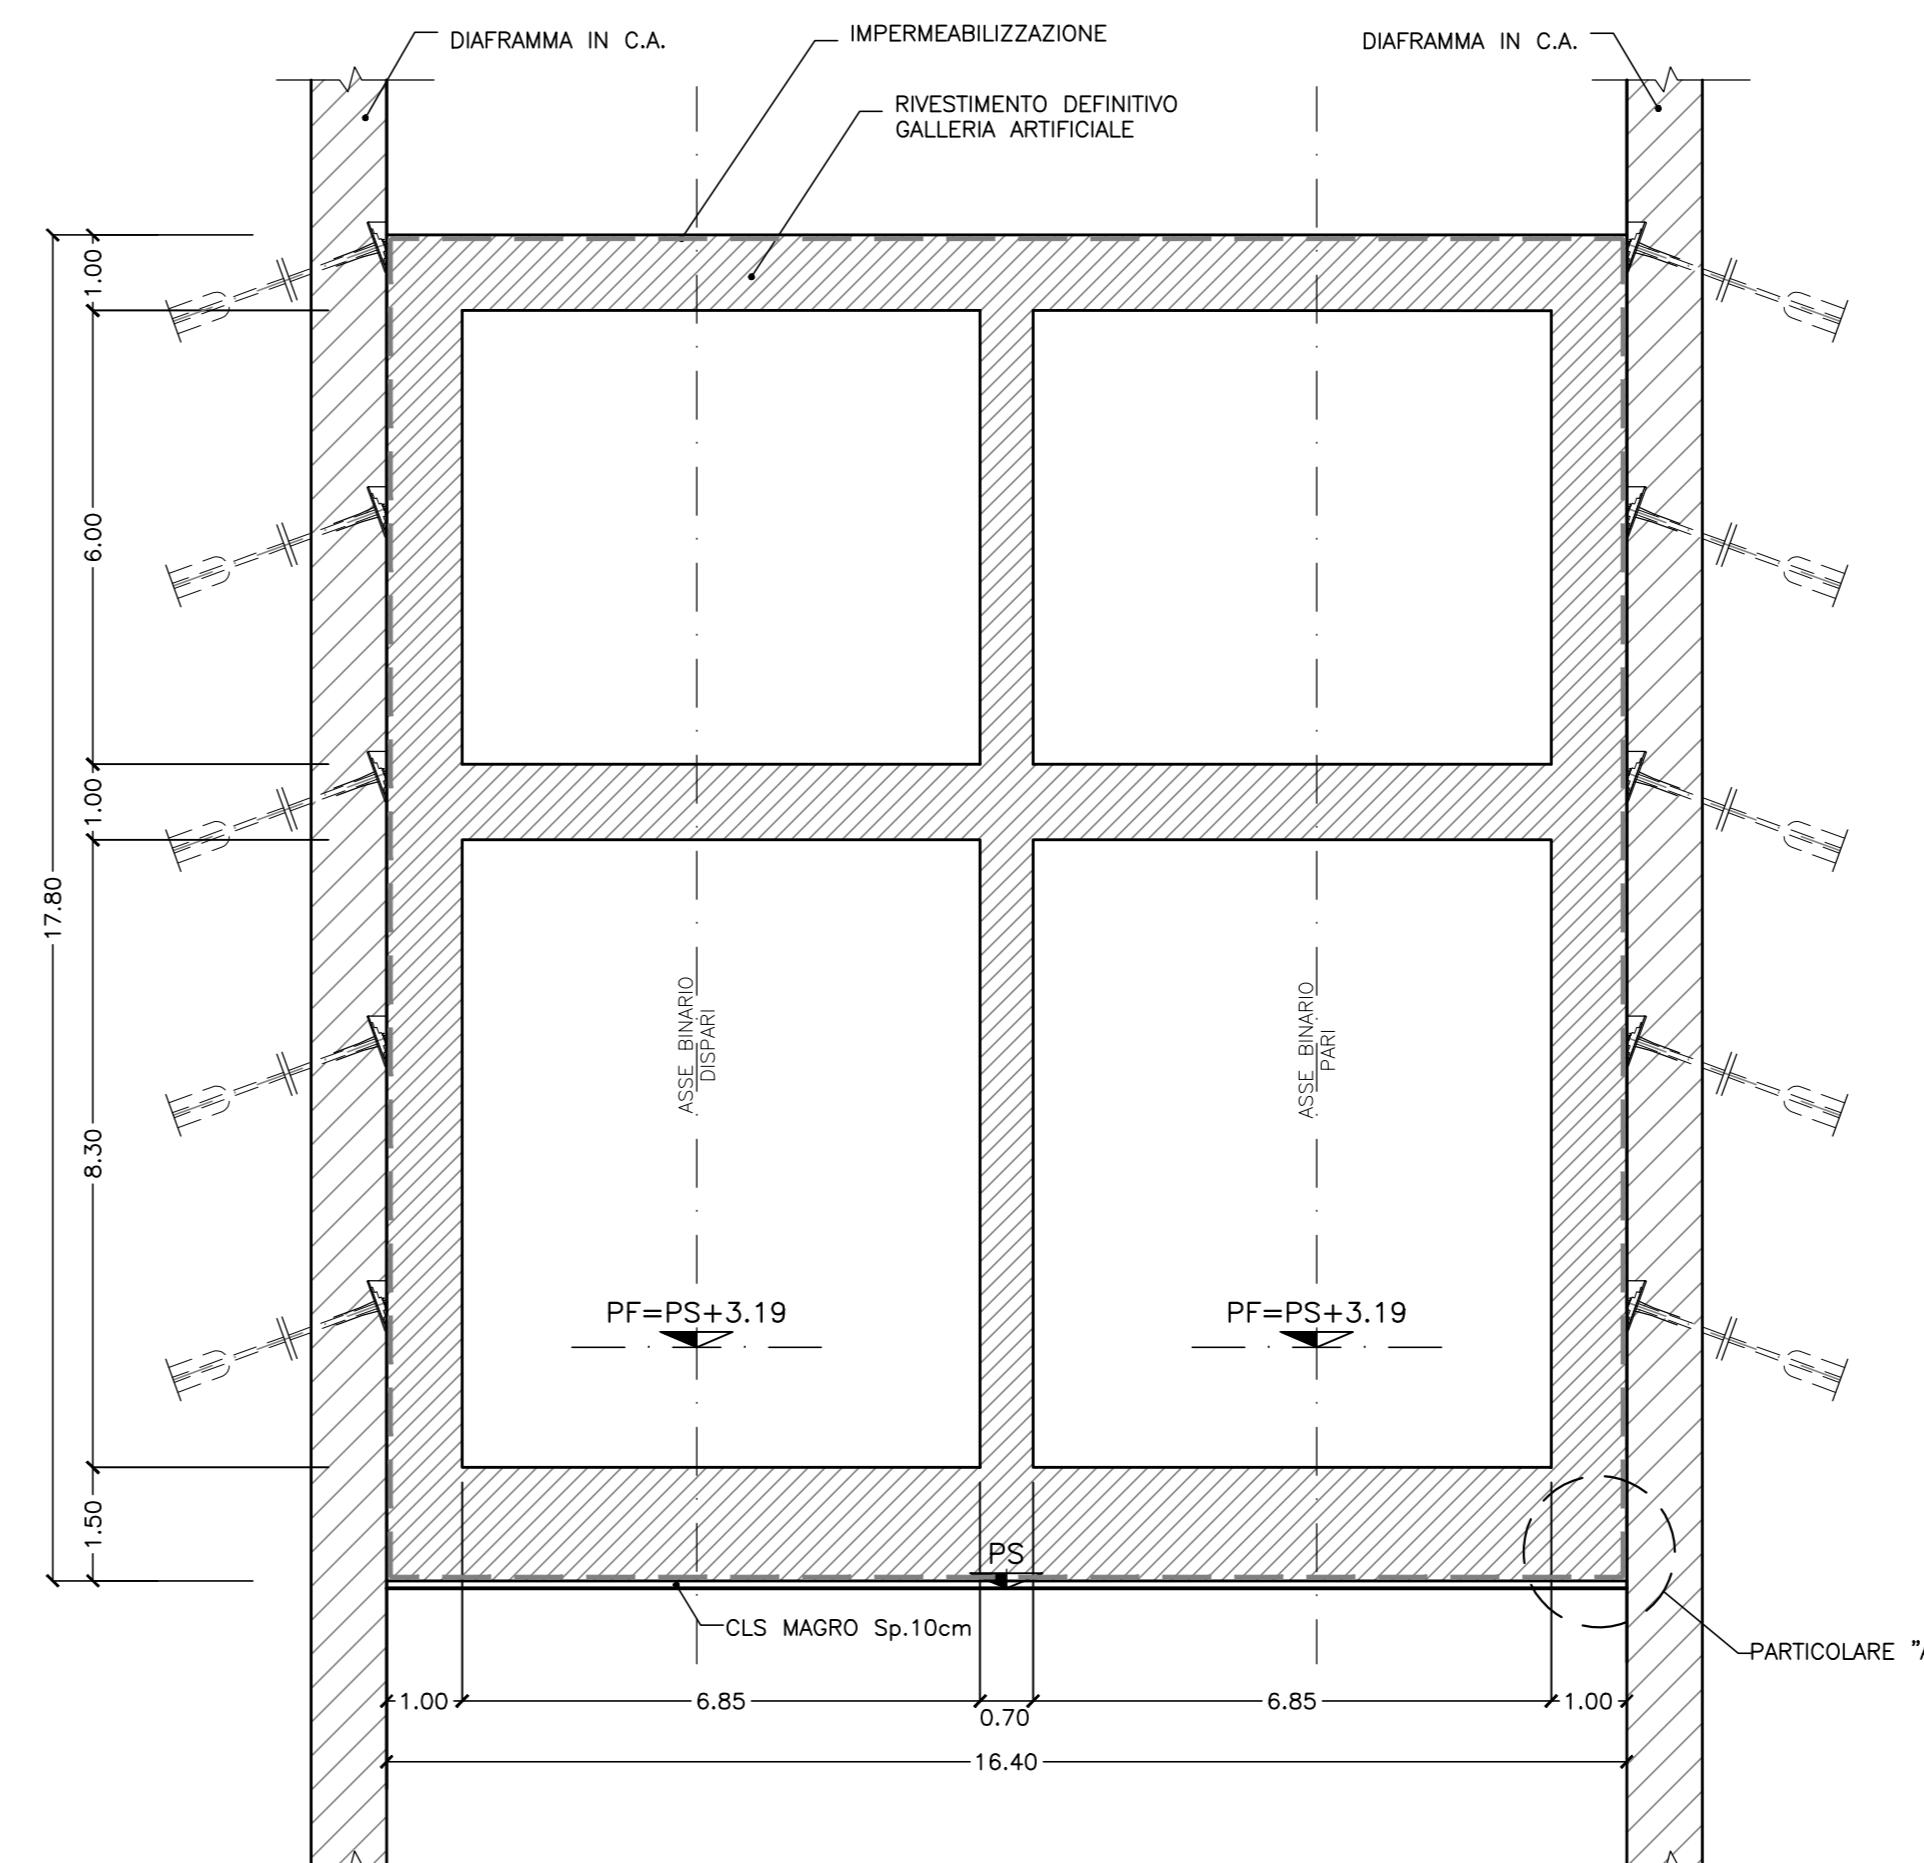 DIAFRAMMA IN C.A.
IMPERMEABILIZZAZIONE
DIAFRAMMA IN C.A.
RIVESTIMENTO DEFINITIVO
GALLERIA ARTIFICIALE
1.00
6.00
1.00
17.80
8.30
1.50
ASSE BINARIO
DISPARI
ASSE BINARIO
PARI
PF=PS+3.19
PF=PS+3.19
PS
CLS MAGRO Sp.10cm
PARTICOLARE "A
1.00
6.85
0.70
6.85
1.00
16.40